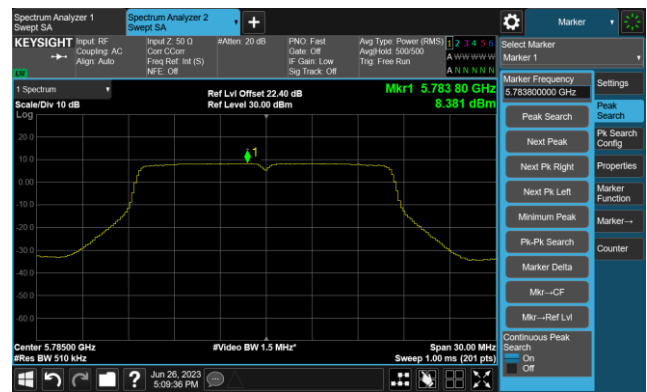 Spectrum Analyzer 1
Swept SA
Spectrum Analyzer 2
Swept SA
Marker
KEYSIGHT
Input: RF
Coupling: AC
Align: Auto
Input Z: 50 Ω
Corr CCorr
Freq Ref: Int (S)
NFE: Off
#Atten: 20 dB
PNO: Fast
Gate: Off
IF Gain: Low
Sig Track: Off
Avg Type: Power (RMS)
Avg|Hold: 500/500
Trig: Free Run
1 2 3 4 5 6
A W W W W W
A N N N N N
Select Marker
Marker 1
1 Spectrum
Scale/Div 10 dB
Log
Ref Lvl Offset 22.40 dB
Ref Level 30.00 dBm
Mkr1 5.783 80 GHz
8.381 dBm
20.0
10.0
0.00
-10.0
-20.0
-30.0
-40.0
-50.0
-60.0
1
Center 5.78500 GHz
#Res BW 510 kHz
#Video BW 1.5 MHz*
Span 30.00 MHz
Sweep 1.00 ms (201 pts)
Marker Frequency
5.783800000 GHz
Peak Search
Next Peak
Next Pk Right
Next Pk Left
Minimum Peak
Pk-Pk Search
Marker Delta
Mkr→CF
Mkr→Ref Lvl
Continuous Peak
Search
On
Off
Settings
Peak
Search
Pk Search
Config
Properties
Marker
Function
Marker→
Counter
?
Jun 26, 2023
5:09:36 PM